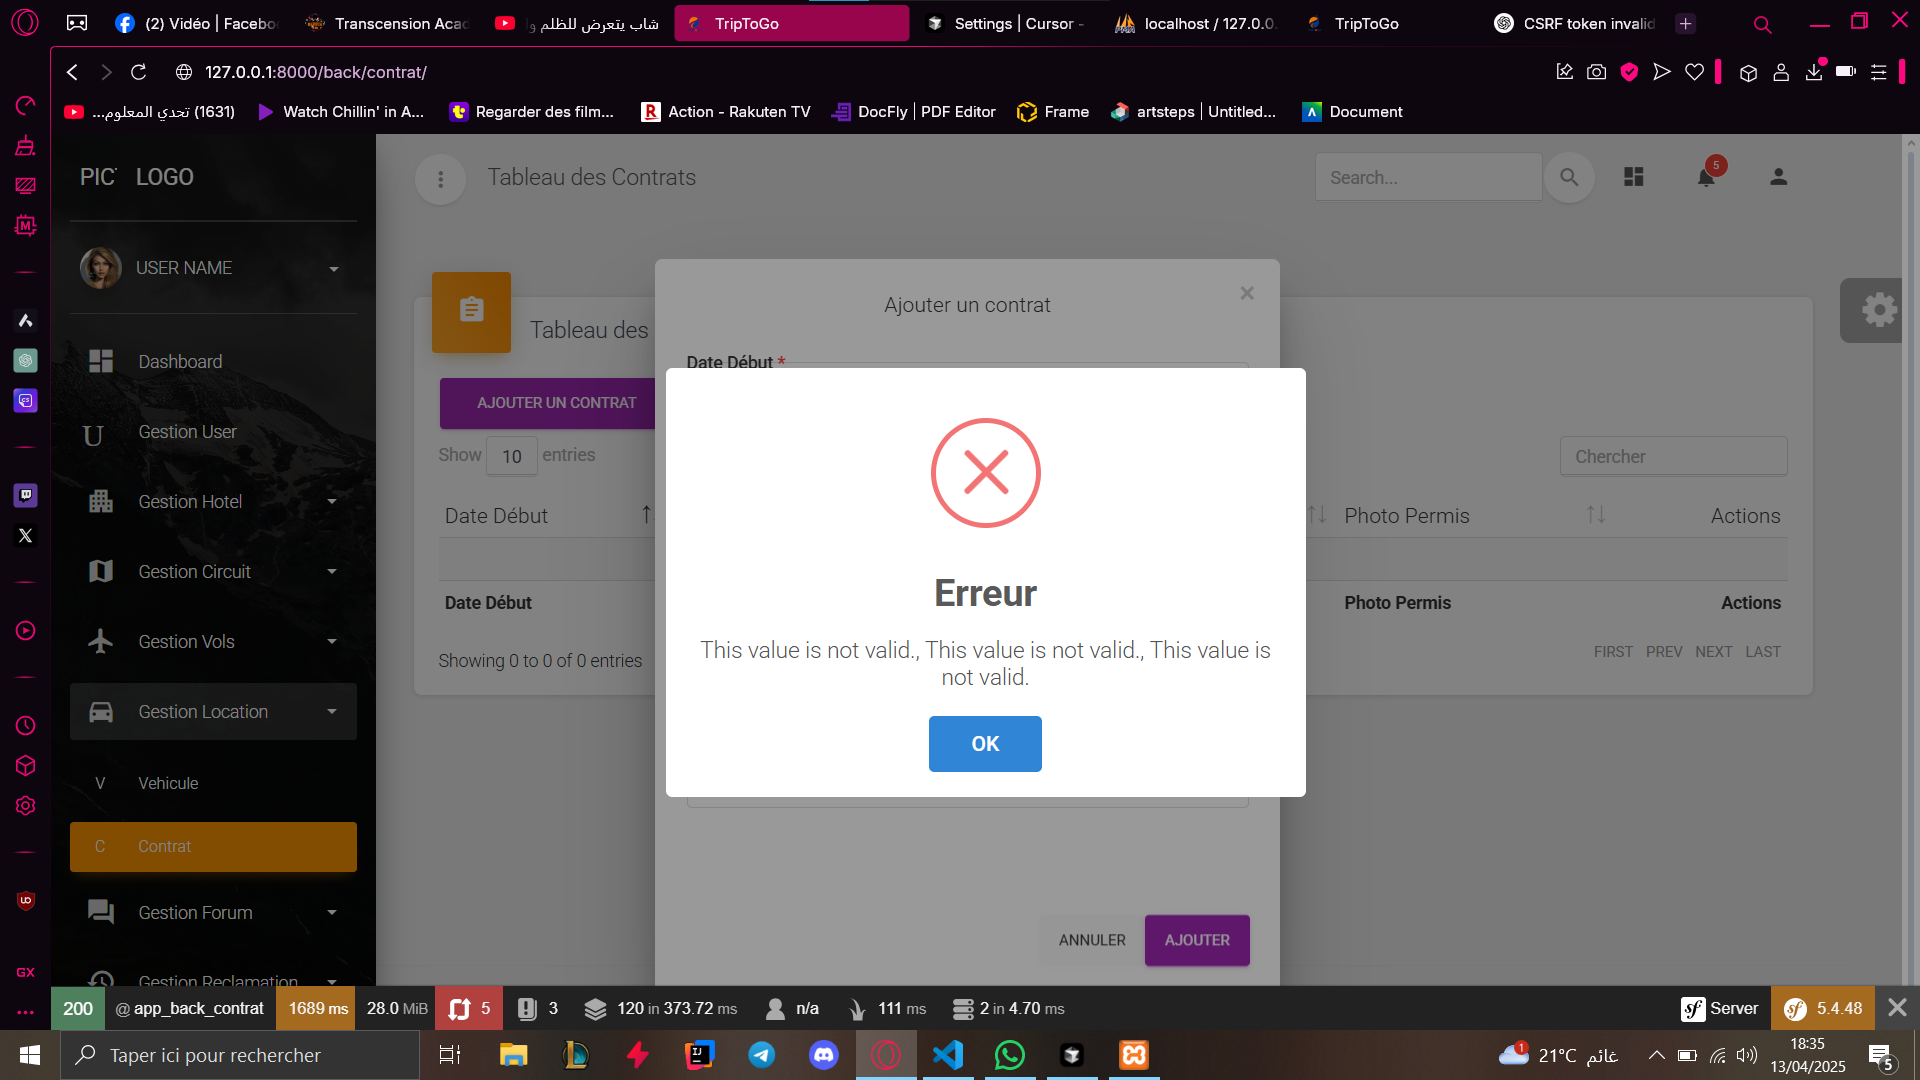 (2) Vidéo | Facebo
Transcension Acad
شاب يتعرض للظلم وا
TripToGo
Settings | Cursor -
localhost / 127.0.0.
TripToGo
CSRF token invalid
127.0.0.1:8000/back/contrat/
(1631) تحدي المعلوم...
Watch Chillin' in A...
Regarder des film...
Action - Rakuten TV
DocFly | PDF Editor
Frame
artsteps | Untitled...
Document
PIC LOGO
Tableau des Contrats
Search...
5
USER NAME
Dashboard
U Gestion User
Gestion Hotel
Gestion Circuit
Gestion Vols
Gestion Location
V Vehicule
C Contrat
Gestion Forum
Gestion Reclamation
GX
Tableau des
AJOUTER UN CONTRAT
Show 10 entries
Chercher
Date Début
Photo Permis
Actions
Date Début
Photo Permis
Actions
Showing 0 to 0 of 0 entries
FIRST PREV NEXT LAST
Ajouter un contrat
×
Date Début *
Erreur
This value is not valid., This value is not valid., This value is
not valid.
OK
ANNULER
AJOUTER
200 @ app_back_contrat 1689 ms 28.0 MiB 5 3 120 in 373.72 ms n/a 111 ms 2 in 4.70 ms sf Server sf 5.4.48
Taper ici pour rechercher
1
21°C غائم
18:35
13/04/2025
5